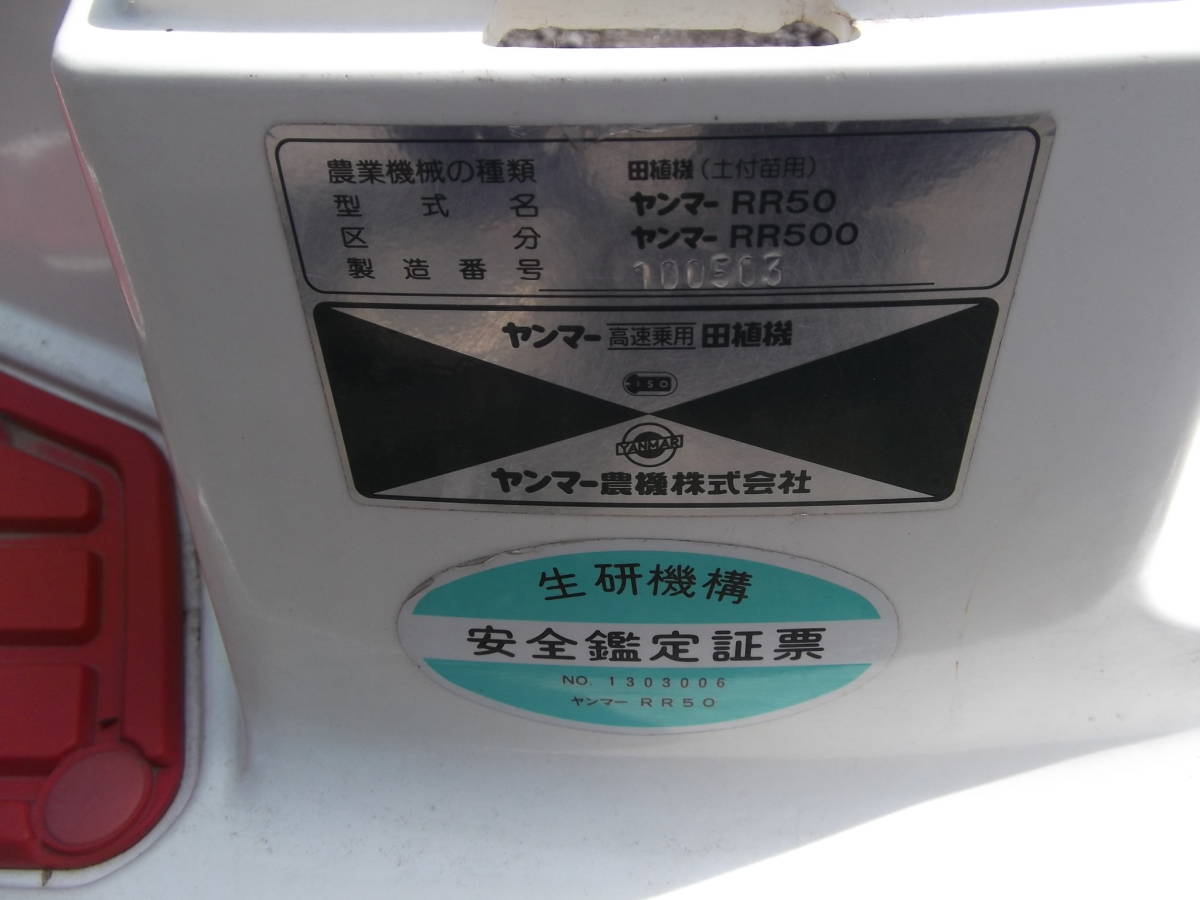 農業機械の種類 田植機(土付苗用)
型式名 ヤンマー RR50
区分 ヤンマー RR500
製造番号 100503
ヤンマー 高速乗用 田植機
ISO
YANMAR
ヤンマー農機株式会社
生研機構
安全鑑定証票
NO. 1303006
ヤンマー RR50